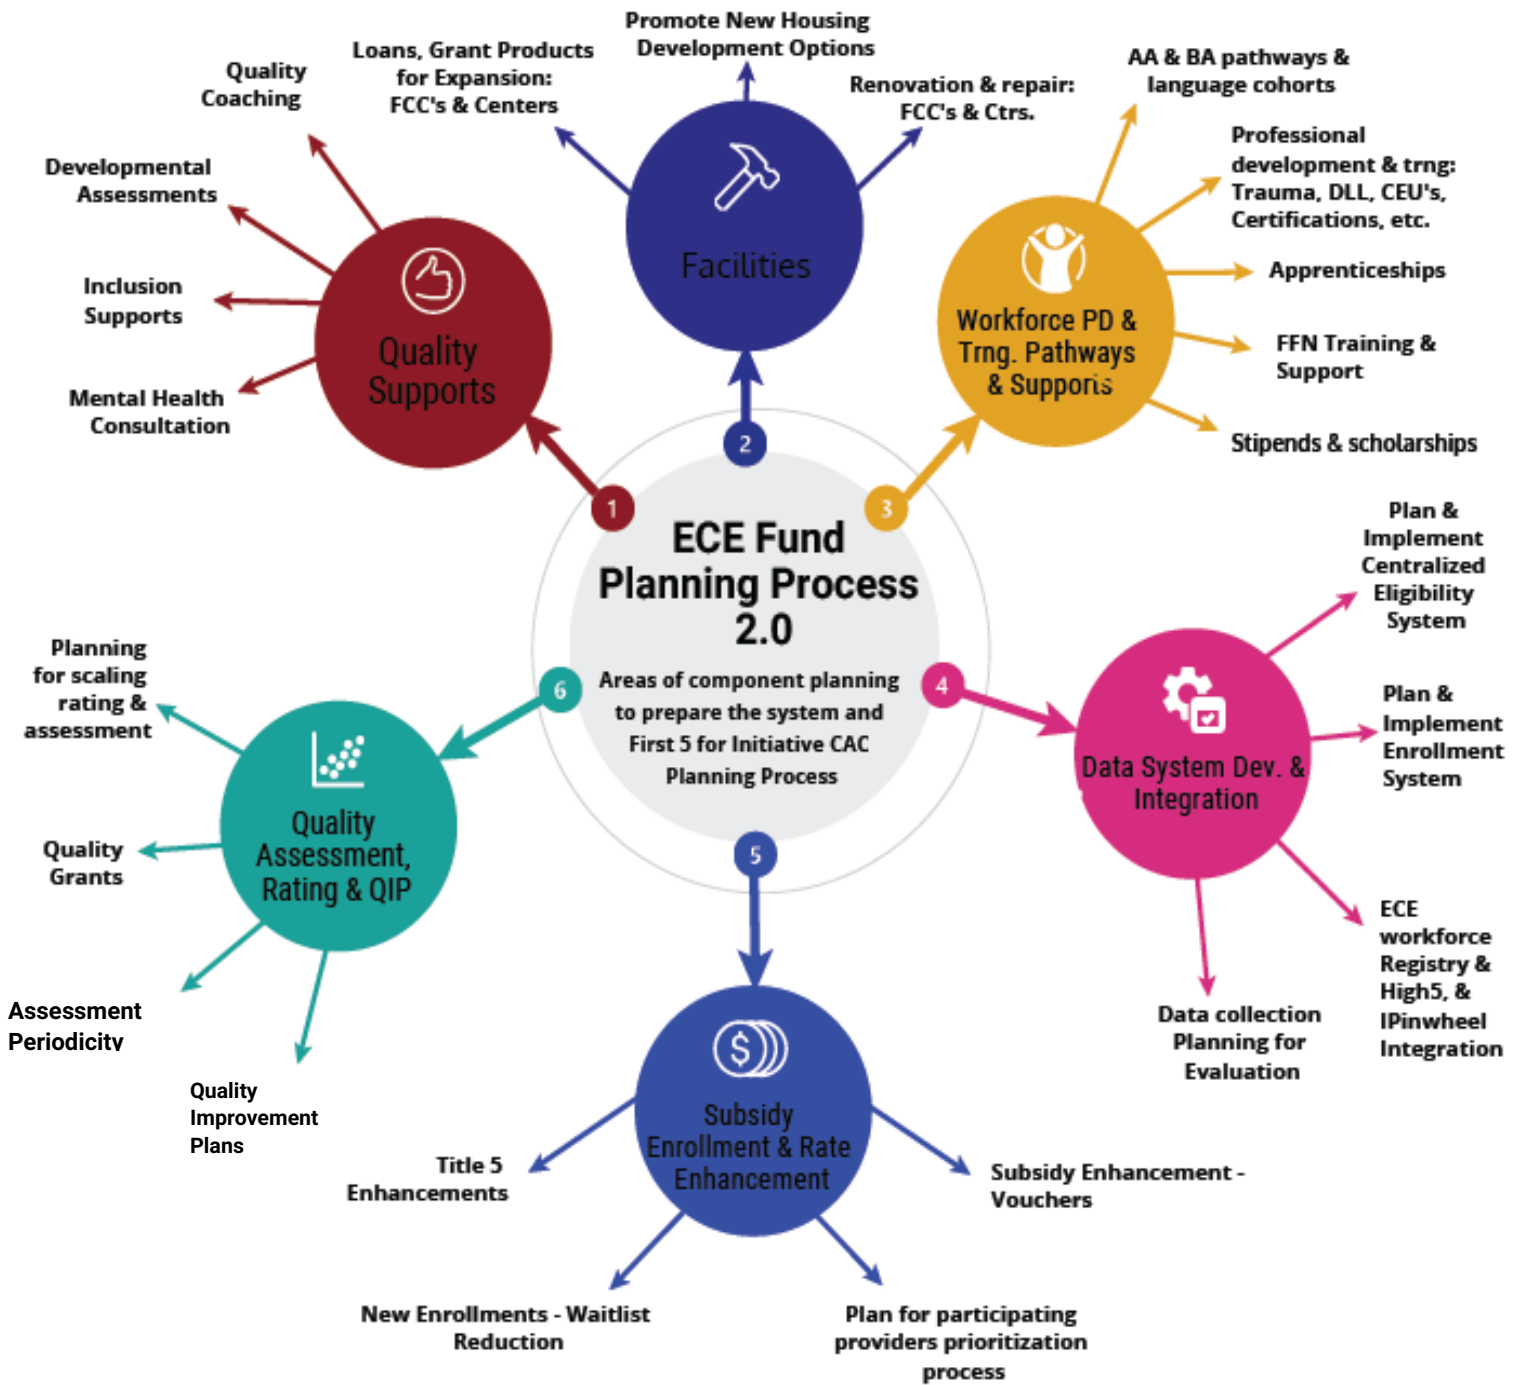 ECE Fund
Planning Process
2.0
Areas of component planning
to prepare the system and
First 5 for Initiative CAC
Planning Process
1
Quality
Supports
Quality
Coaching
Developmental
Assessments
Inclusion
Supports
Mental Health
Consultation
2
Facilities
Loans, Grant Products
for Expansion:
FCC's & Centers
Promote New Housing
Development Options
Renovation & repair:
FCC's & Ctrs.
3
Workforce PD &
Trng. Pathways
& Supports
AA & BA pathways &
language cohorts
Professional
development & trng:
Trauma, DLL, CEU's,
Certifications, etc.
Apprenticeships
FFN Training &
Support
Stipends & scholarships
4
Data System Dev. &
Integration
Plan &
Implement
Centralized
Eligibility
System
Plan &
Implement
Enrollment
System
ECE
workforce
Registry &
High5, &
IPinwheel
Integration
Data collection
Planning for
Evaluation
5
Subsidy
Enrollment & Rate
Enhancement
Subsidy Enhancement -
Vouchers
Plan for participating
providers prioritization
process
New Enrollments - Waitlist
Reduction
Title 5
Enhancements
6
Quality
Assessment,
Rating & QIP
Planning
for scaling
rating &
assessment
Quality
Grants
Assessment
Periodicity
Quality
Improvement
Plans